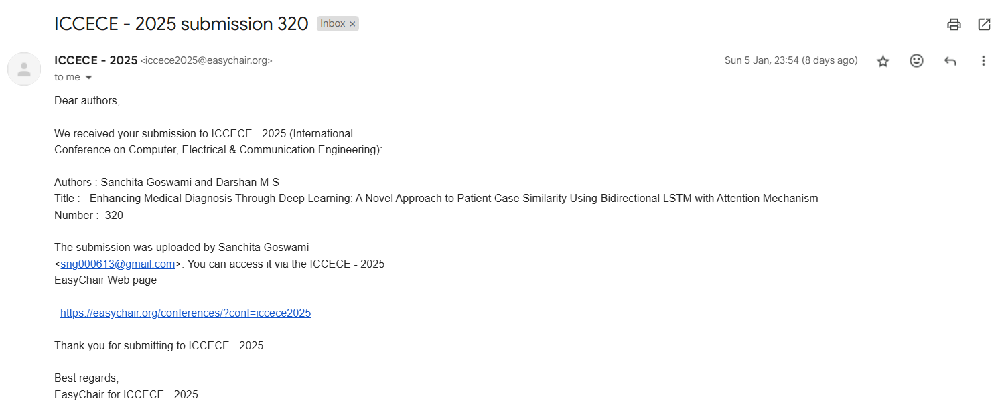 ICCECE - 2025 submission 320 Inbox ×
ICCECE - 2025 <iccece2025@easychair.org> Sun 5 Jan, 23:54 (8 days ago)
to me
Dear authors,
We received your submission to ICCECE - 2025 (International
Conference on Computer, Electrical & Communication Engineering):
Authors : Sanchita Goswami and Darshan M S
Title : Enhancing Medical Diagnosis Through Deep Learning: A Novel Approach to Patient Case Similarity Using Bidirectional LSTM with Attention Mechanism
Number : 320
The submission was uploaded by Sanchita Goswami
<sng000613@gmail.com>. You can access it via the ICCECE - 2025
EasyChair Web page
https://easychair.org/conferences/?conf=iccece2025
Thank you for submitting to ICCECE - 2025.
Best regards,
EasyChair for ICCECE - 2025.